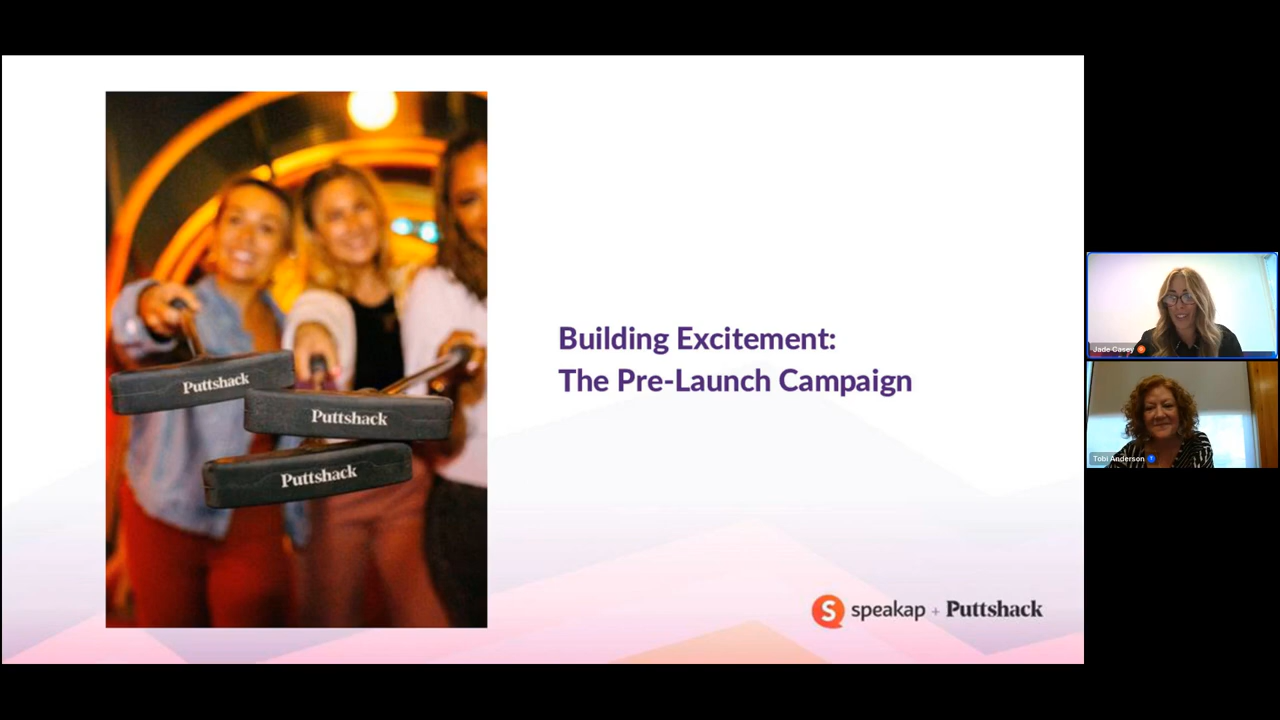 Puttshack
Puttshack
Puttshack
Building Excitement:
The Pre-Launch Campaign
S speakap + Puttshack
Jade Casey S
Tobi Anderson T